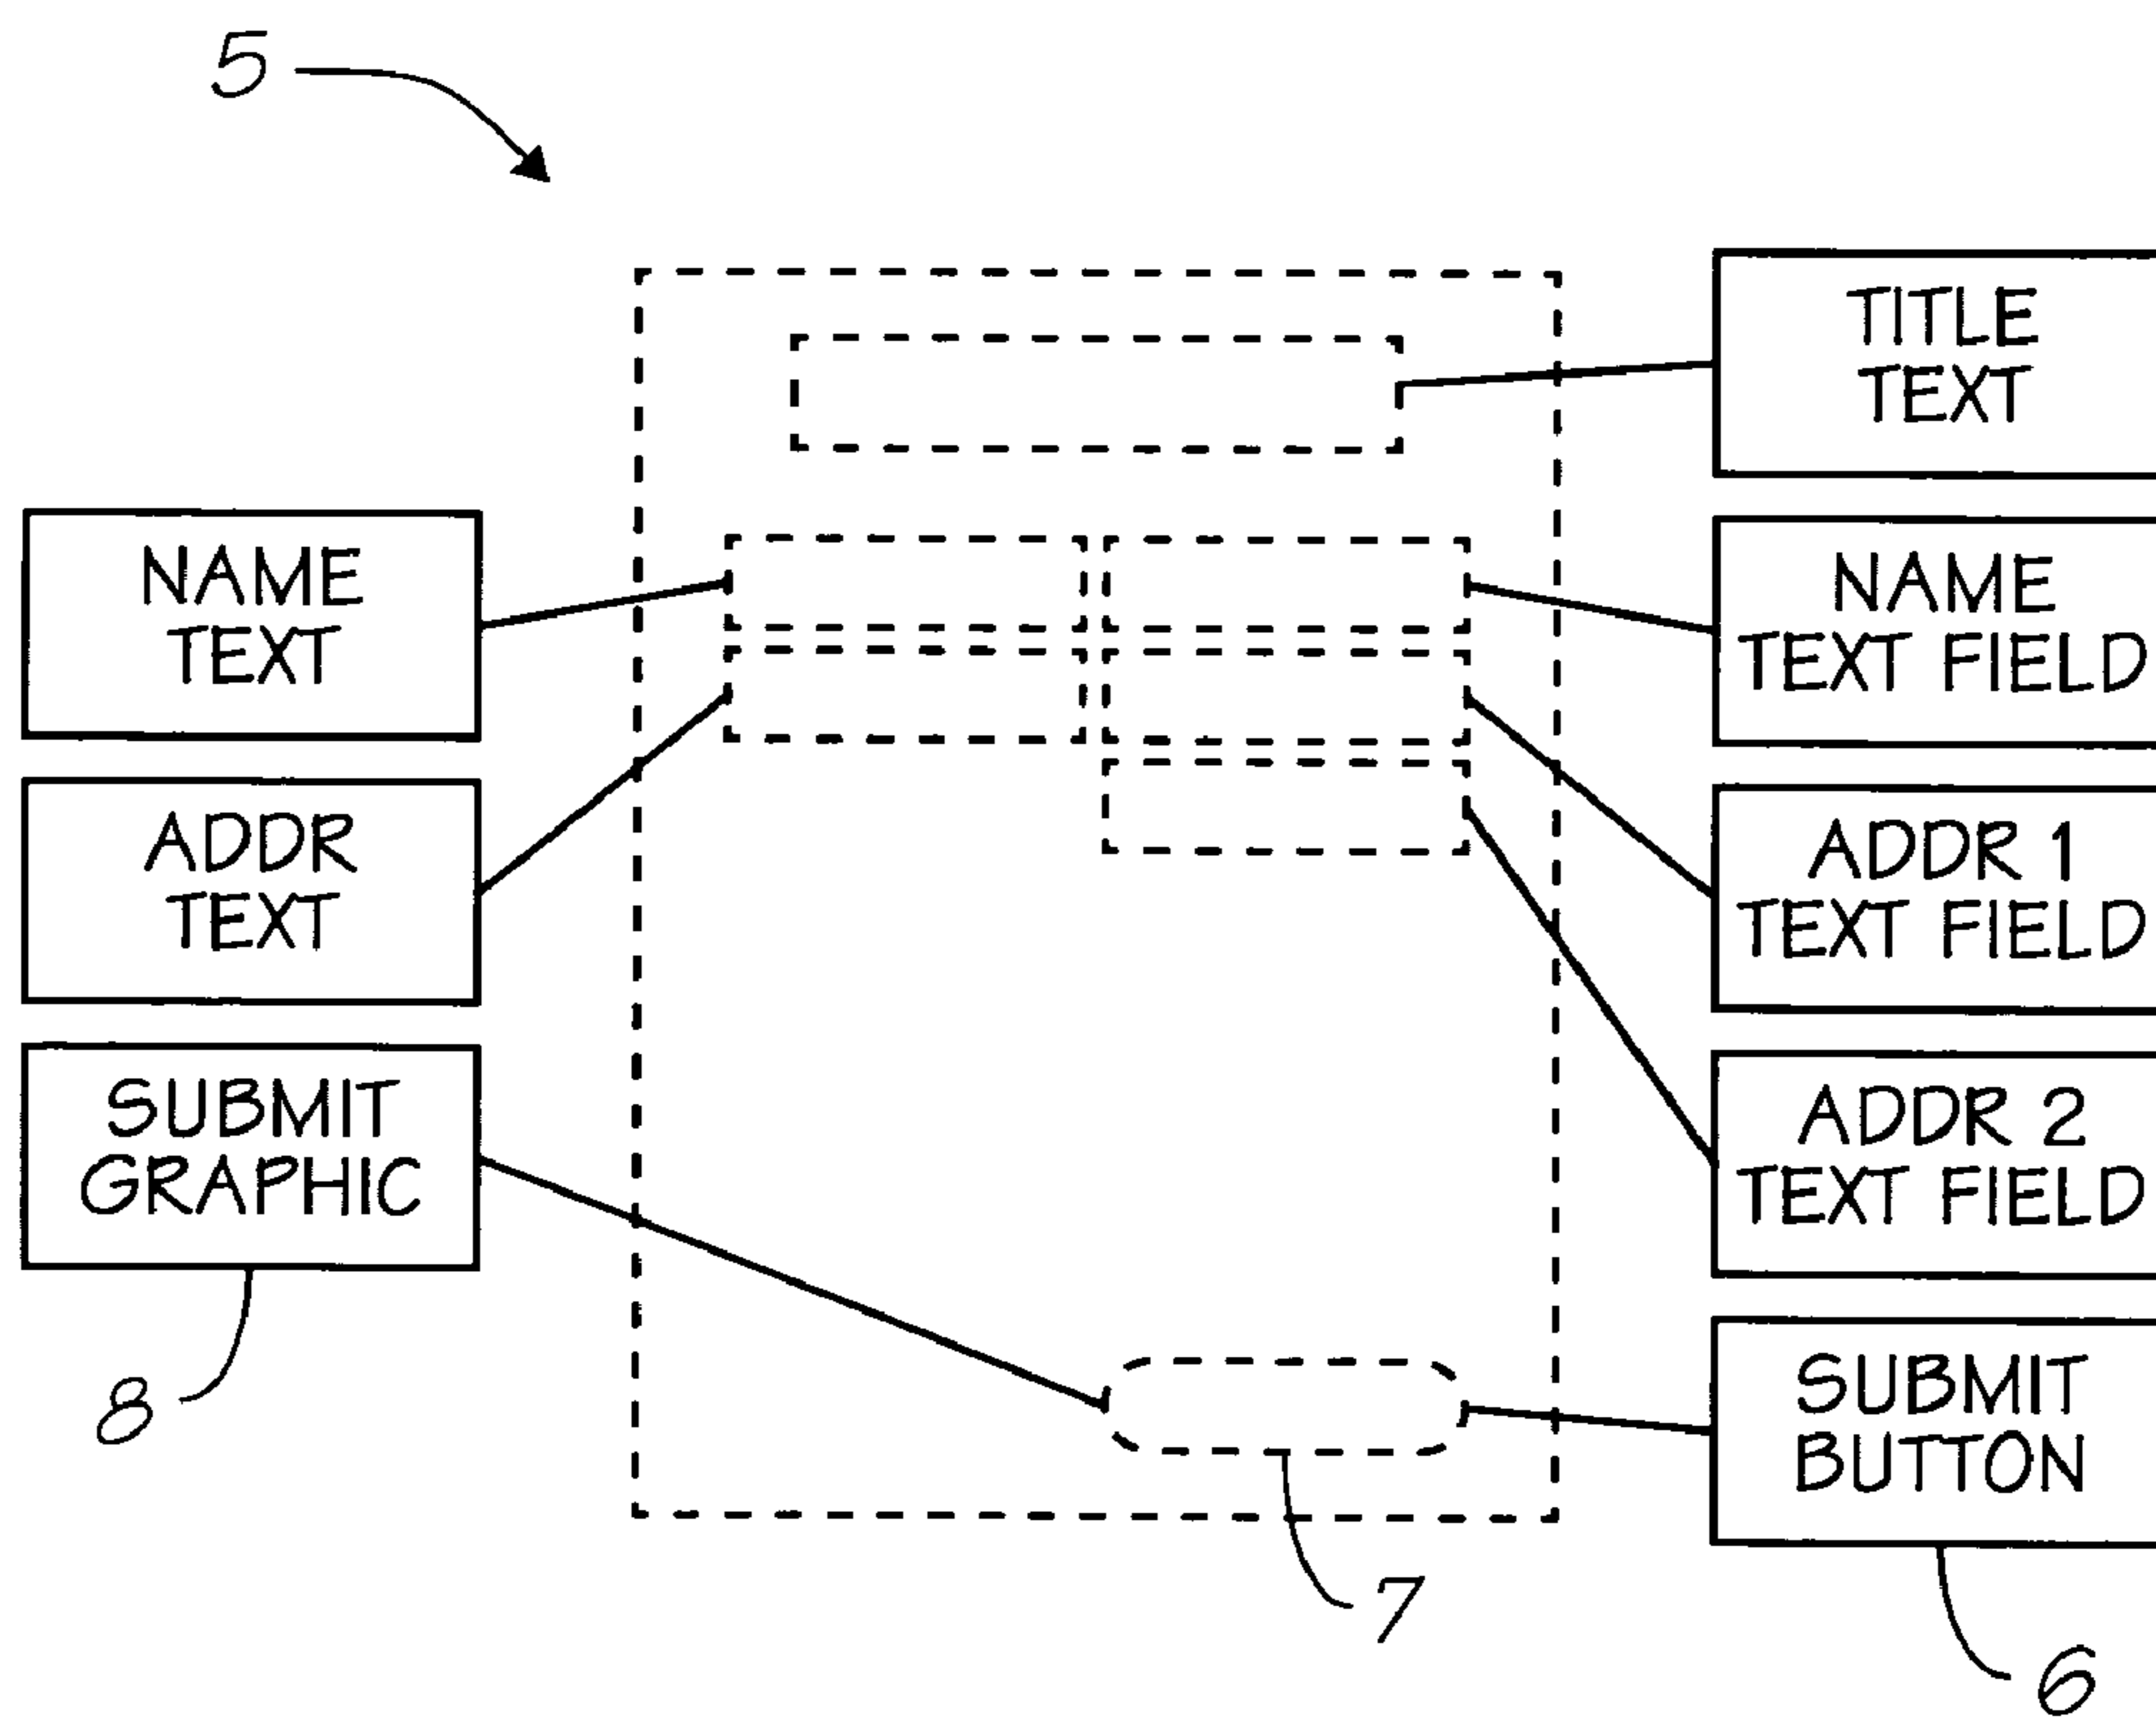 5
TITLE
TEXT
NAME
TEXT
NAME
TEXT FIELD
ADDR
TEXT
ADDR 1
TEXT FIELD
SUBMIT
GRAPHIC
ADDR 2
TEXT FIELD
8
SUBMIT
BUTTON
7
6